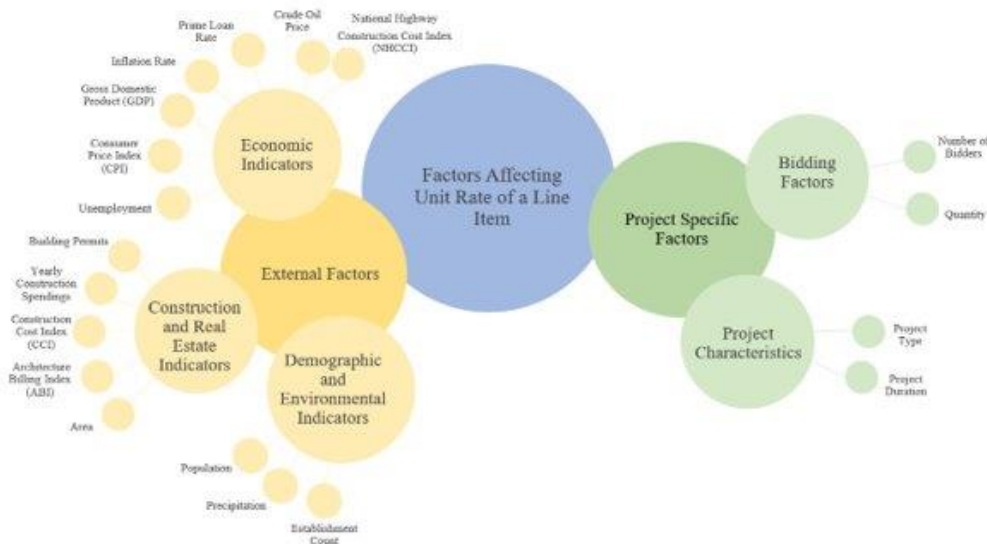 Prime Loan
Rate
Crude Oil
Price
National Highway
Construction Cost Index
(NHCCI)
Inflation Rate
Gross Domestic
Product (GDP)
Consumer
Price Index
(CPI)
Unemployment
Economic
Indicators
Factors Affecting
Unit Rate of a Line
Item
Project Specific
Factors
Bidding
Factors
Number of
Bidders
Quantity
External Factors
Building Permits
Yearly
Construction
Spendings
Construction
Cost Index
(CCI)
Architecture
Billing Index
(ABI)
Area
Construction
and Real
Estate
Indicators
Demographic
and
Environmental
Indicators
Project
Characteristics
Project
Type
Project
Duration
Population
Precipitation
Establishment
Count